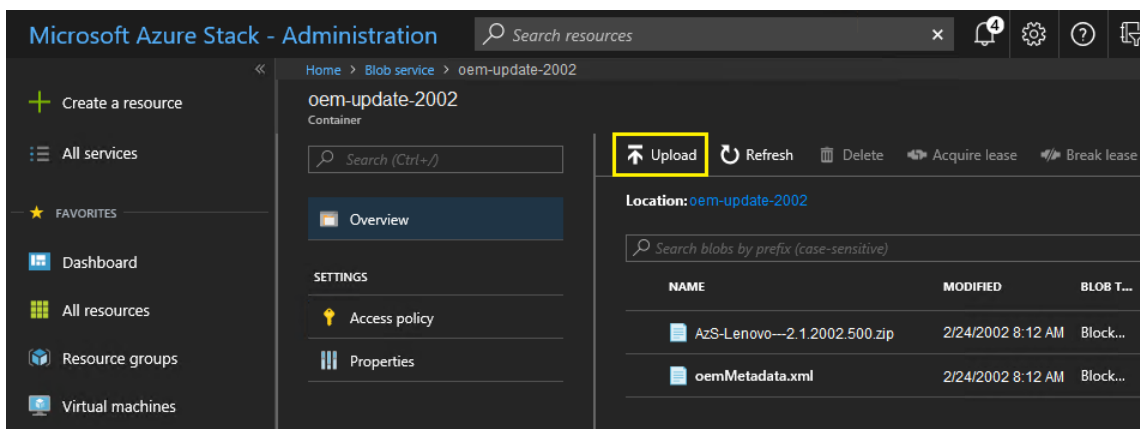 Microsoft Azure Stack - Administration
Search resources
4
Home > Blob service > oem-update-2002
Create a resource
All services
FAVORITES
Dashboard
All resources
Resource groups
Virtual machines
oem-update-2002
Container
Search (Ctrl+/)
Overview
SETTINGS
Access policy
Properties
Upload Refresh Delete Acquire lease Break lease
Location: oem-update-2002
Search blobs by prefix (case-sensitive)
NAME MODIFIED BLOB T...
AzS-Lenovo---2.1.2002.500.zip 2/24/2002 8:12 AM Block...
oemMetadata.xml 2/24/2002 8:12 AM Block...